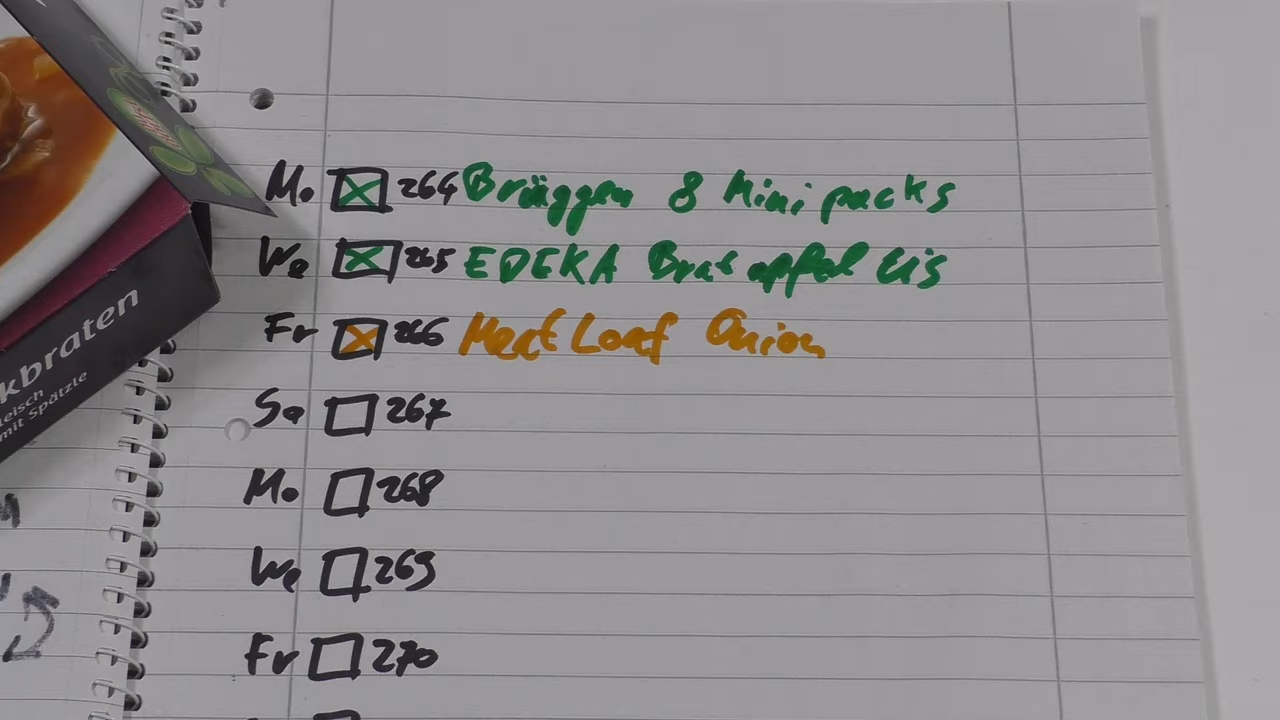 Mo 264 Brüggen 8 Mini packs
We 265 EDEKA Bratapfel Eis
Fr 266 Meat Loaf Onion
Sa 267
Mo 268
We 269
Fr 270
kbraten
leisch
mit Spätzle